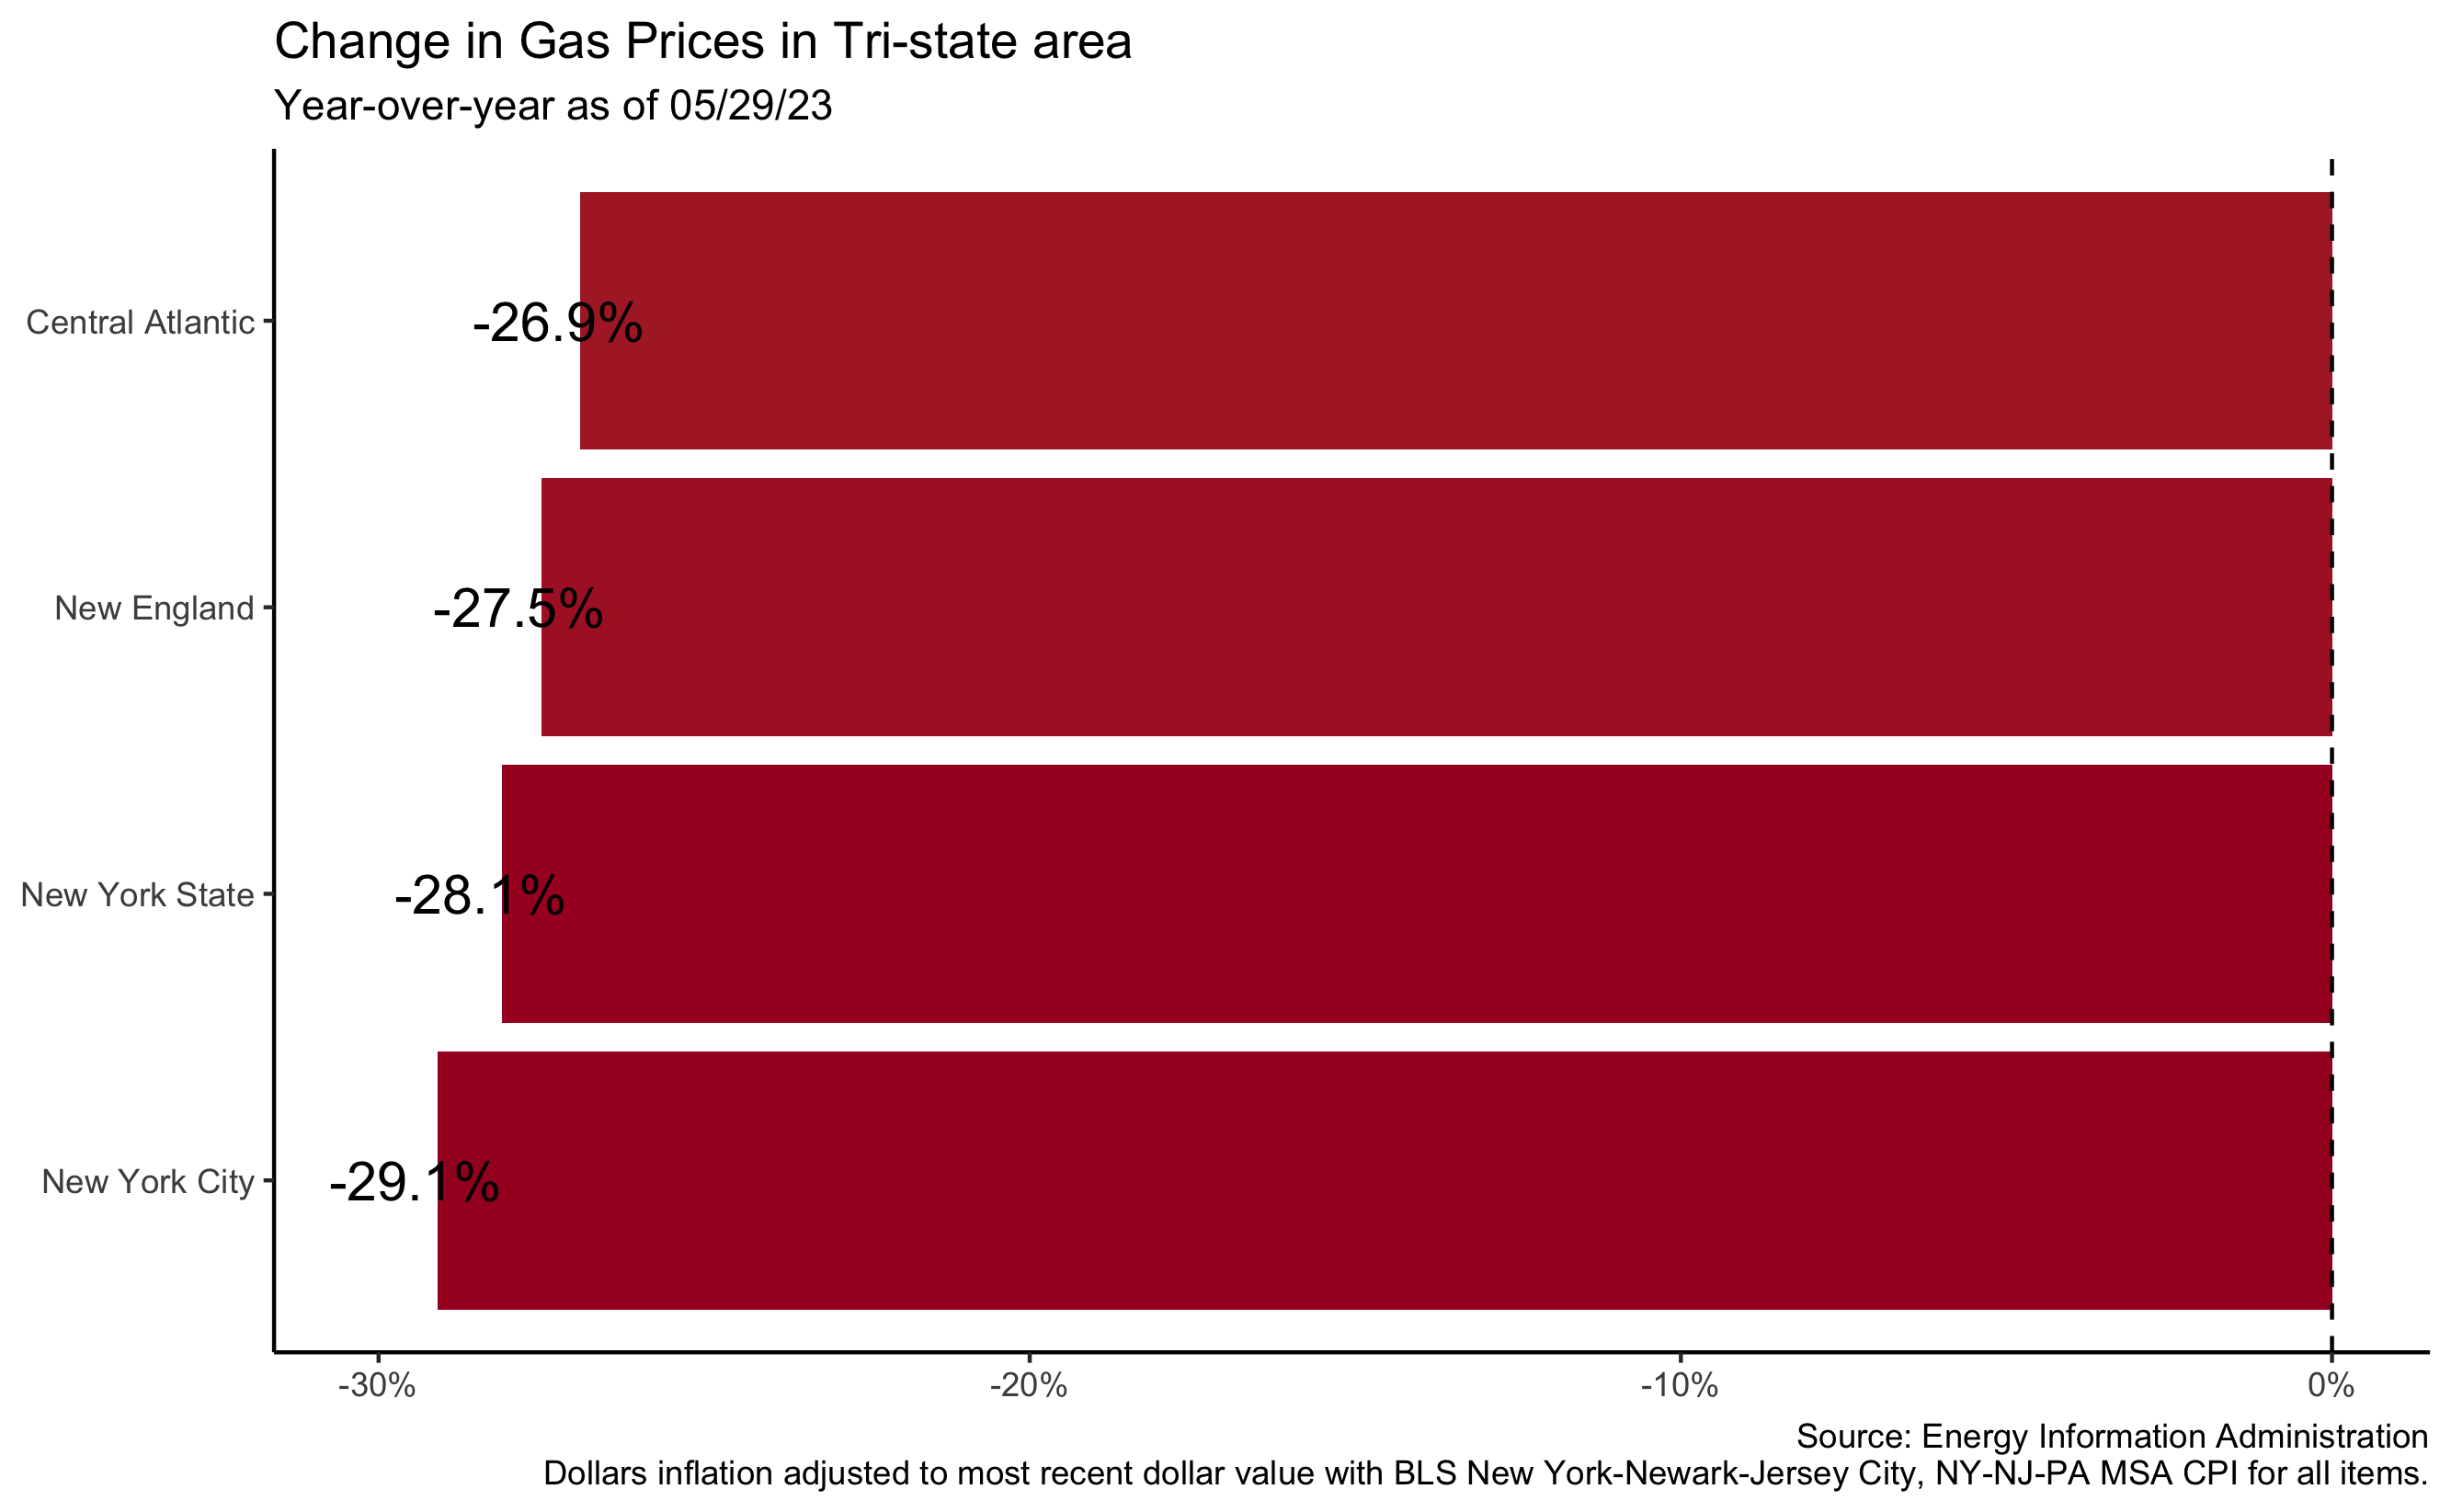 Change in Gas Prices in Tri-state area
Year-over-year as of 05/29/23
Central Atlantic
-26.9%
New England
-27.5%
New York State
-28.1%
New York City
-29.1%
-30%
-20%
-10%
0%
Source: Energy Information Administration
Dollars inflation adjusted to most recent dollar value with BLS New York-Newark-Jersey City, NY-NJ-PA MSA CPI for all items.